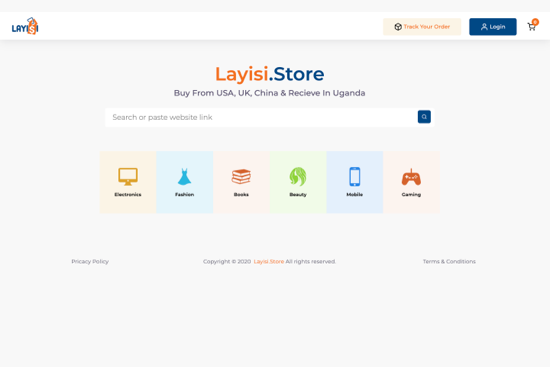 LAYISI
Track Your Order
Login
0
Layisi.Store
Buy From USA, UK, China & Recieve In Uganda
Search or paste website link
Electronics
Fashion
Books
Beauty
Mobile
Gaming
Privacy Policy
Copyright © 2020 Layisi.Store All rights reserved.
Terms & Conditions